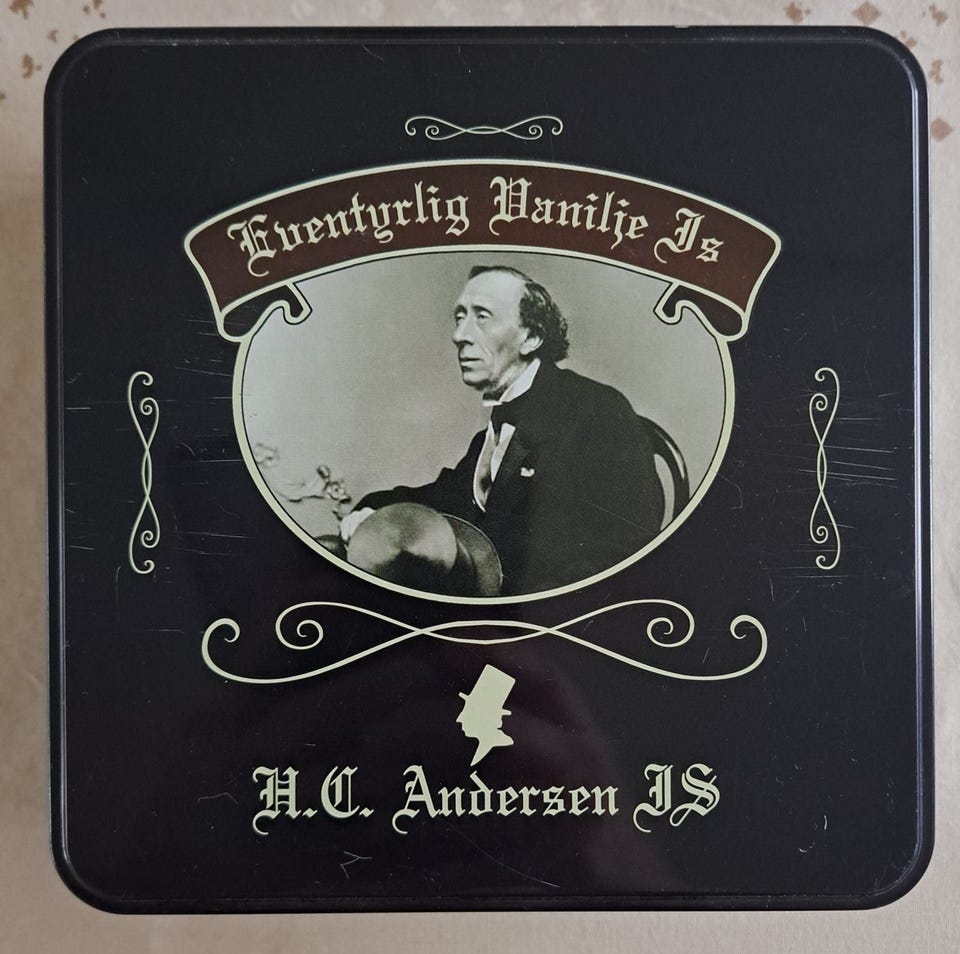 Eventyrlig Vanilje Is
H.C. Andersen IS